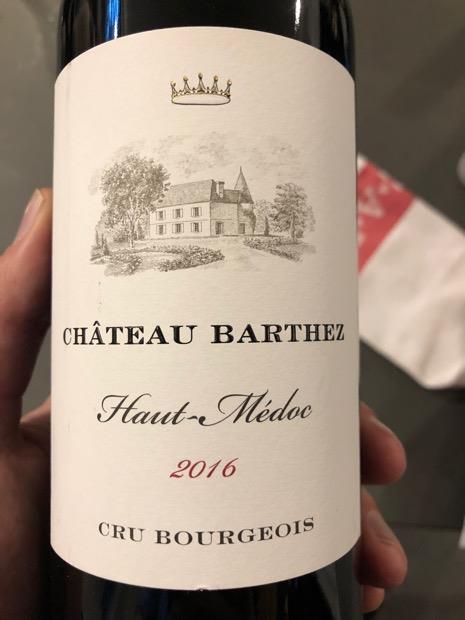 CHÂTEAU BARTHEZ
Haut-Médoc
2016
CRU BOURGEOIS